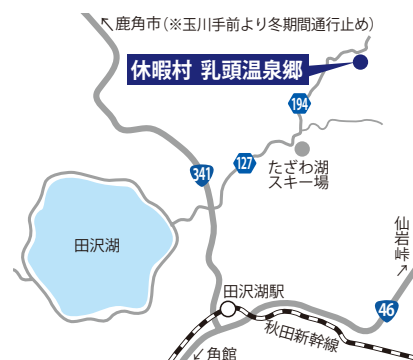 ↖鹿角市(※玉川手前より冬期間通行止め)
休暇村 乳頭温泉郷
194
127
たざわ湖
スキー場
341
田沢湖
仙岩峠↗
田沢湖駅
46
秋田新幹線
↙角館